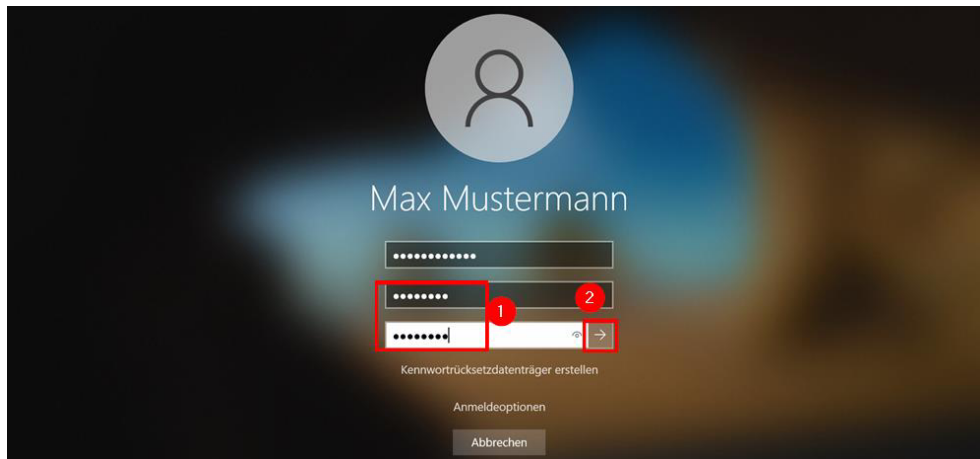 Max Mustermann
••••••••••••
••••••••
2
1
••••••••
Kennwortrücksetzdatenträger erstellen
Anmeldeoptionen
Abbrechen